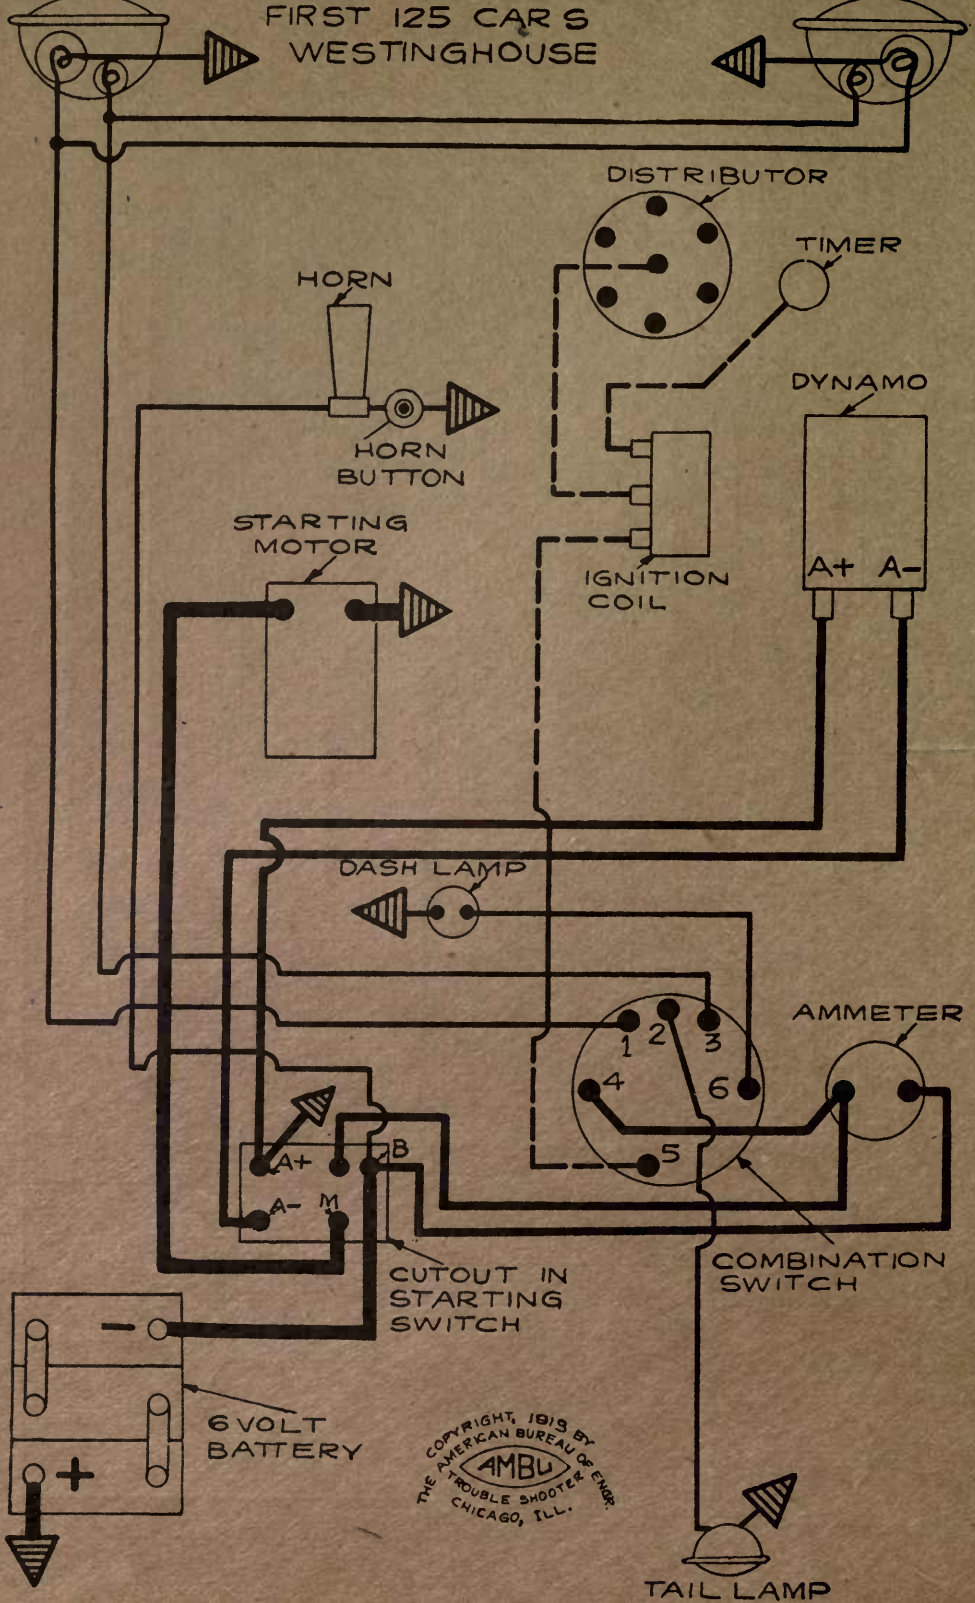 FIRST 125 CARS
WESTINGHOUSE
DISTRIBUTOR
TIMER
HORN
DYNAMO
HORN
BUTTON
STARTING
MOTOR
A+ A-
IGNITION
COIL
DASH LAMP
AMMETER
1
2
3
4
6
5
A+
B
A-
M
CUTOUT IN
STARTING
SWITCH
COMBINATION
SWITCH
-
6 VOLT
BATTERY
+
COPYRIGHT, 1919 BY
THE AMERICAN BUREAU OF ENGR.
AMBU
TROUBLE SHOOTER
CHICAGO, ILL.
TAIL LAMP